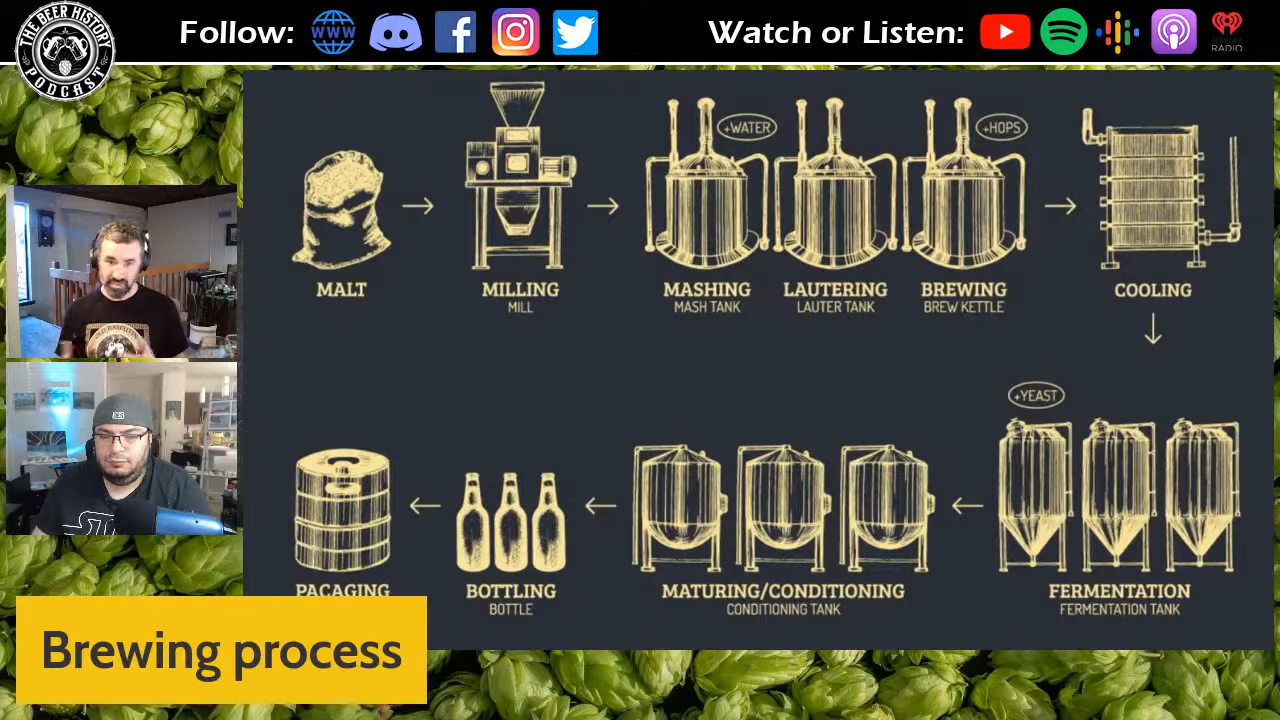 THE BEER HISTORY
PODCAST
Follow:
WWW
Watch or Listen:
RADIO
+WATER
+HOPS
MALT
MILLING
MILL
MASHING
MASH TANK
LAUTERING
LAUTER TANK
BREWING
BREW KETTLE
COOLING
+YEAST
PACAGING
BOTTLING
BOTTLE
MATURING/CONDITIONING
CONDITIONING TANK
FERMENTATION
FERMENTATION TANK
Brewing process